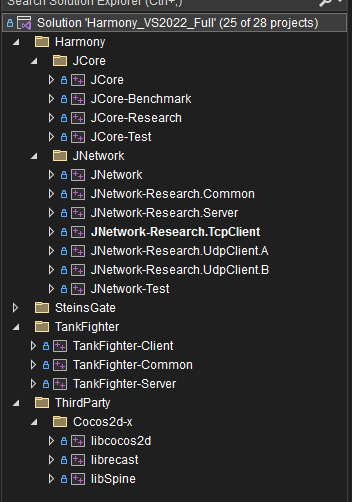 Search Solution Explorer (Ctrl+;)
Solution 'Harmony_VS2022_Full' (25 of 28 projects)
Harmony
JCore
JCore
JCore-Benchmark
JCore-Research
JCore-Test
JNetwork
JNetwork
JNetwork-Research.Common
JNetwork-Research.Server
JNetwork-Research.TcpClient
JNetwork-Research.UdpClient.A
JNetwork-Research.UdpClient.B
JNetwork-Test
SteinsGate
TankFighter
TankFighter-Client
TankFighter-Common
TankFighter-Server
ThirdParty
Cocos2d-x
libcocos2d
librecast
libSpine